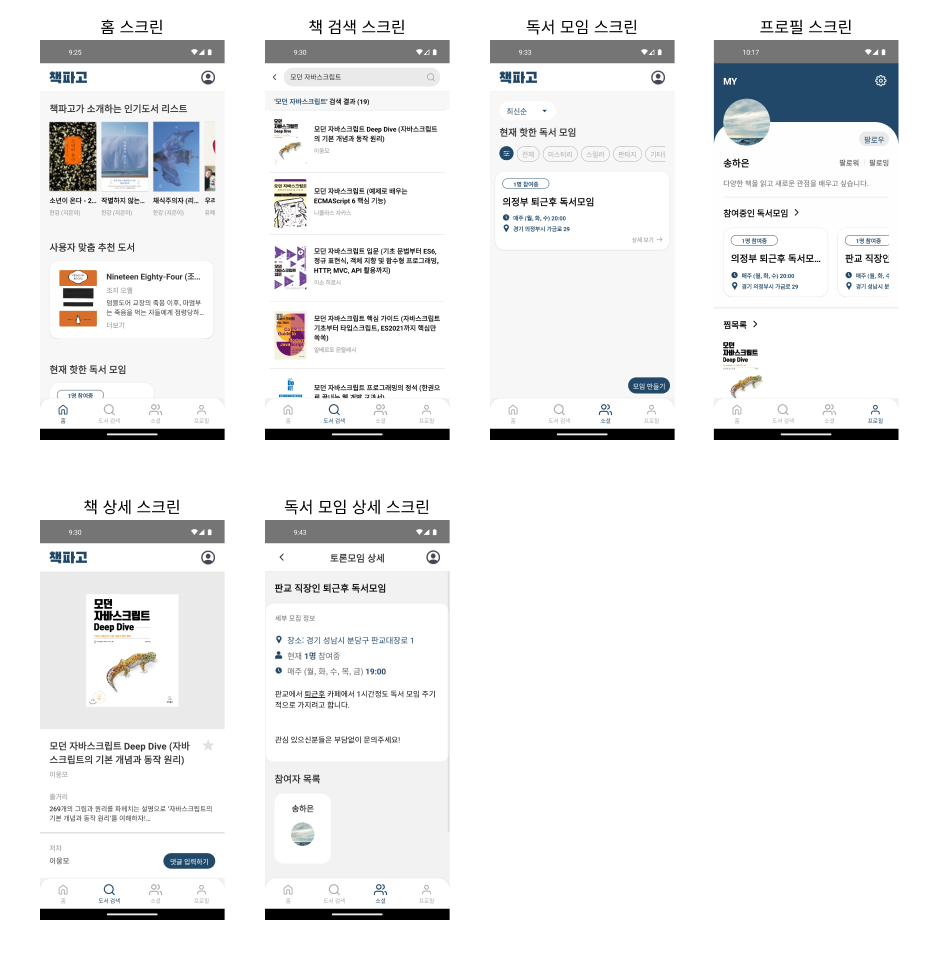 홈 스크린
9:25
책파고
책파고가 소개하는 인기도서 리스트
소년이 온다 - 2...
작별하지 않는...
채식주의자 (리...
한강 (지은이)
한강 (지은이)
한강 (지은이)
사용자 맞춤 추천 도서
Nineteen Eighty-Four (조...
조지 오웰
덤블도어 교장의 죽음 이후, 마법부
는 죽음을 먹는 자들에게 점령당하...
더보기
현재 핫한 독서 모임
1명 참여중
홈
도서 검색
소셜
프로필
책 검색 스크린
9:30
모던 자바스크립트
'모던 자바스크립트' 검색 결과 (19)
모던 자바스크립트 Deep Dive (자바스크립트
의 기본 개념과 동작 원리)
이웅모
모던 자바스크립트 (예제로 배우는
ECMAScript 6 핵심 기능)
니콜라스 자카스
모던 자바스크립트 입문 (기초 문법부터 ES6,
정규 표현식, 객체 지향 및 함수형 프로그래밍,
HTTP, MVC, API 활용까지)
이소 히로시
모던 자바스크립트 핵심 가이드 (자바스크립트
기초부터 타입스크립트, ES2021까지 핵심만
쏙쏙)
알베르토 몬탈레시
모던 자바스크립트 프로그래밍의 정석 (한권으
로 끝내는 웹 개발 교과서)
홈
도서 검색
소셜
프로필
독서 모임 스크린
9:33
책파고
최신순
현재 핫한 독서 모임
전체
미스터리
스릴러
판타지
1명 참여중
의정부 퇴근후 독서모임
매주 (월, 화, 수) 20:00
경기 의정부시 가금로 29
상세 보기
모임 만들기
홈
도서 검색
소셜
프로필
프로필 스크린
10:17
MY
팔로우
송하은
팔로워
팔로잉
다양한 책을 읽고 새로운 관점을 배우고 싶습니다.
참여중인 독서모임
1명 참여중
의정부 퇴근후 독서모...
매주 (월, 화, 수) 20:00
경기 의정부시 가금로 29
1명 참여중
판교 직장인
매주 (월, 화, 수
경기 성남시 분
찜목록
모던
자바스크립트
Deep Dive
홈
도서 검색
소셜
프로필
책 상세 스크린
9:30
책파고
모던
자바스크립트
Deep Dive
모던 자바스크립트 Deep Dive (자바
스크립트의 기본 개념과 동작 원리)
이웅모
줄거리
269개의 그림과 원리를 파헤치는 설명으로 '자바스크립트의
기본 개념과 동작 원리'를 이해하자!...
저자
이웅모
댓글 입력하기
홈
도서 검색
소셜
프로필
독서 모임 상세 스크린
9:43
토론모임 상세
판교 직장인 퇴근후 독서모임
세부 모집 정보
장소: 경기 성남시 분당구 판교대장로 1
현재 1명 참여중
매주 (월, 화, 수, 목, 금) 19:00
판교에서 퇴근후 카페에서 1시간정도 독서 모임 주기
적으로 가지려고 합니다.
관심 있으신분들은 부담없이 문의주세요!
참여자 목록
송하은
홈
도서 검색
소셜
프로필